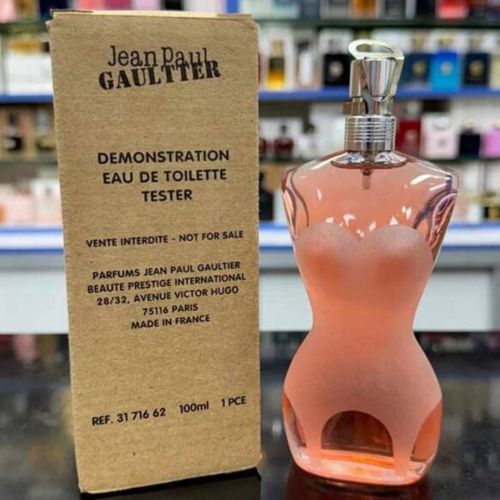 Jean Paul
GAULTTER
DEMONSTRATION
EAU DE TOILETTE
TESTER
VENTE INTERDITE - NOT FOR SALE
PARFUMS JEAN PAUL GAULTIER
BEAUTE PRESTIGE INTERNATIONAL
28/32, AVENUE VICTOR HUGO
75116 PARIS
MADE IN FRANCE
REF. 31 716 62 100ml 1 PCE